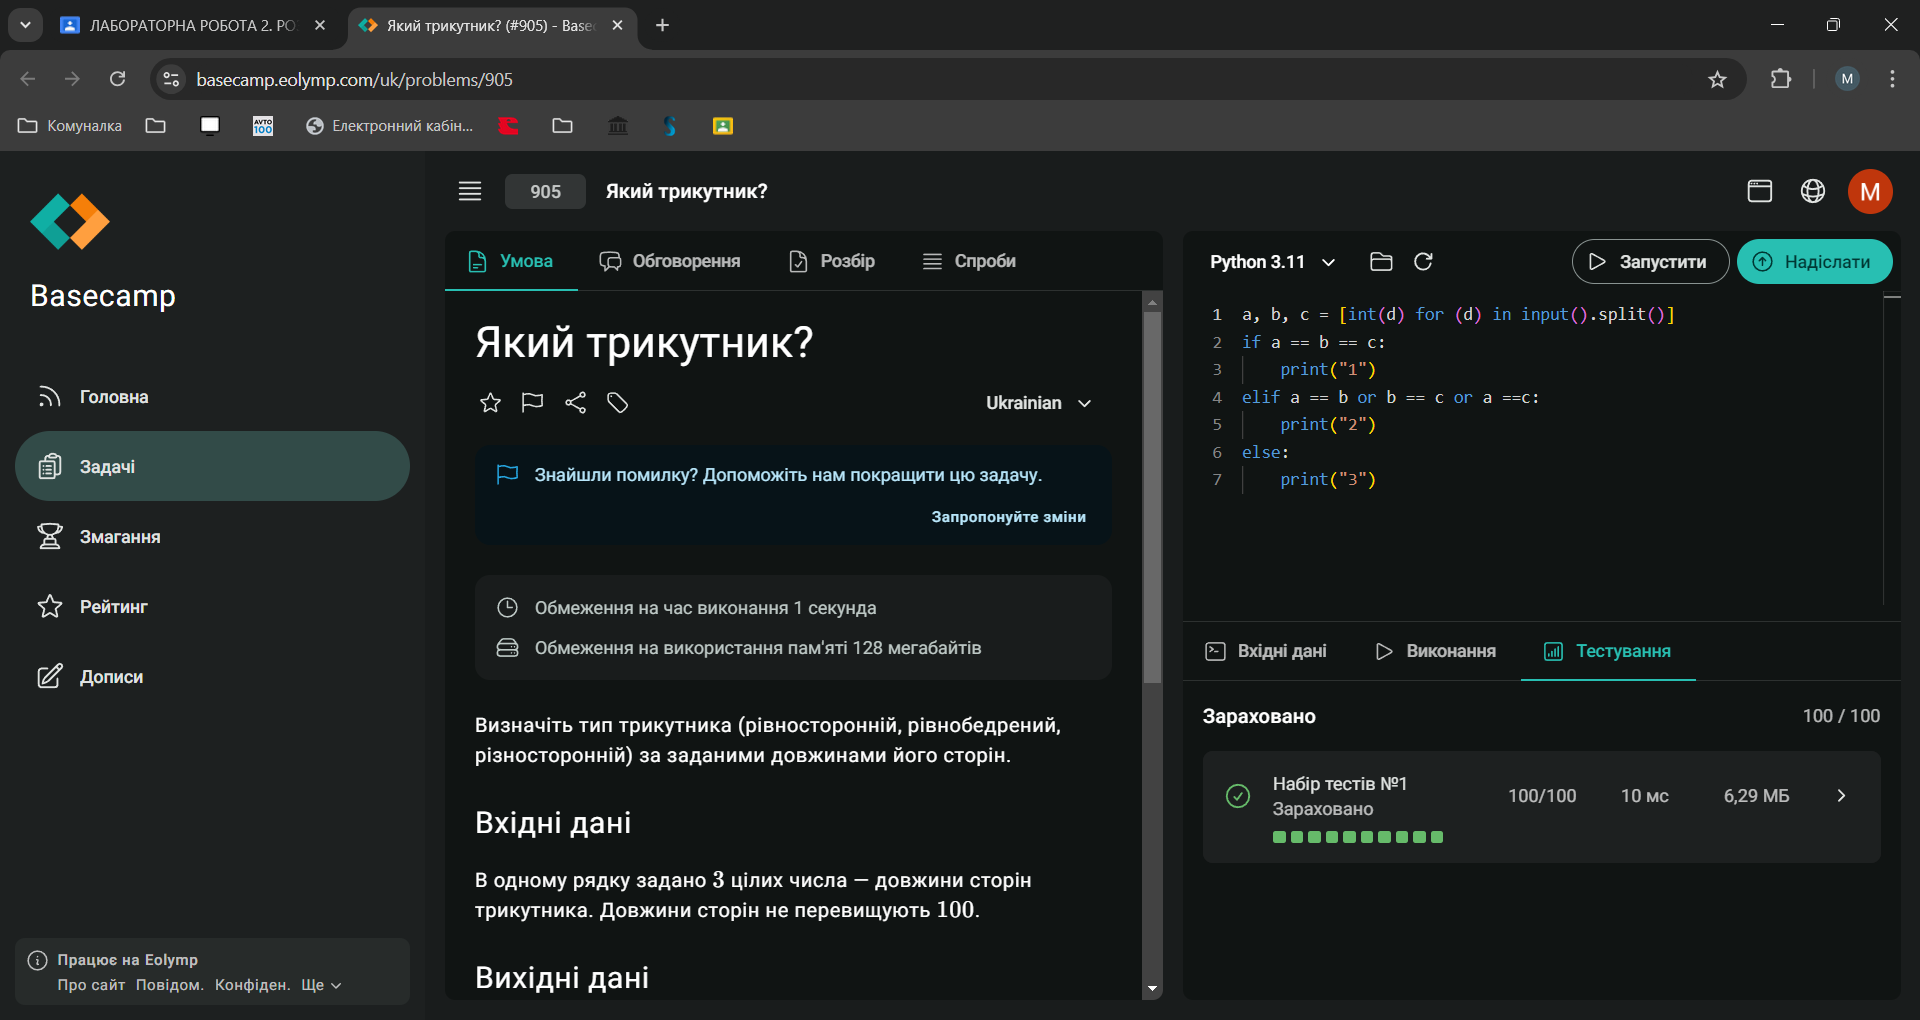 ЛАБОРАТОРНА РОБОТА 2. РО
Який трикутник? (#905) - Base
basecamp.eolymp.com/uk/problems/905
M
Комуналка
AVTO
100
Електронний кабін...
Basecamp
Головна
Задачі
Змагання
Рейтинг
Дописи
Працює на Eolymp
Про сайт Повідом. Конфіден. Ще
905
Який трикутник?
M
Умова
Обговорення
Розбір
Спроби
Який трикутник?
Ukrainian
Знайшли помилку? Допоможіть нам покращити цю задачу.
Запропонуйте зміни
Обмеження на час виконання 1 секунда
Обмеження на використання пам'яті 128 мегабайтів
Визначіть тип трикутника (рівносторонній, рівнобедрений,
різносторонній) за заданими довжинами його сторін.
Вхідні дані
В одному рядку задано 3 цілих числа — довжини сторін
трикутника. Довжини сторін не перевищують 100.
Вихідні дані
Python 3.11
Запустити
Надіслати
1 a, b, c = [int(d) for (d) in input().split()]
2 if a == b == c:
3 print("1")
4 elif a == b or b == c or a ==c:
5 print("2")
6 else:
7 print("3")
Вхідні дані
Виконання
Тестування
Зараховано
100 / 100
Набір тестів №1
Зараховано
100/100
10 мс
6,29 МБ